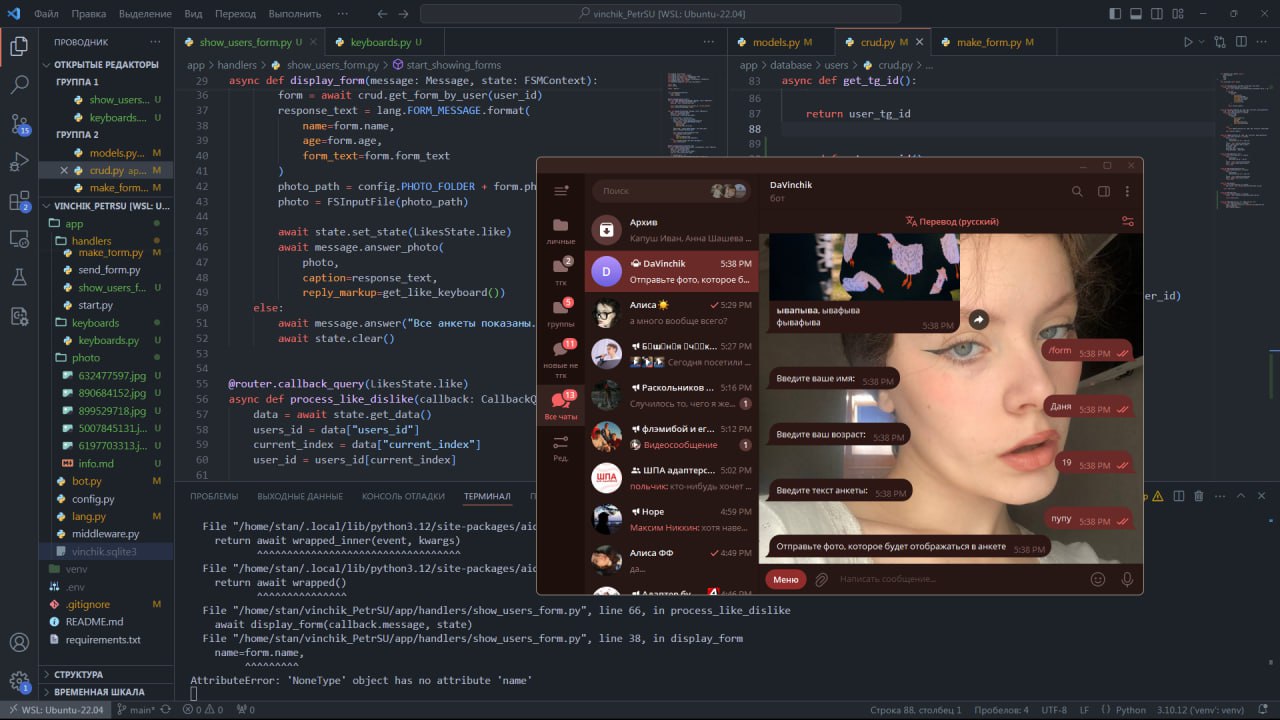 Файл Правка Выделение Вид Переход Выполнить ··· vinchik_PetrSU [WSL: Ubuntu-22.04]
ПРОВОДНИК
ОТКРЫТЫЕ РЕДАКТОРЫ
ГРУППА 1
show_users... U
keyboards.... U
ГРУППА 2
models.py... M
crud.py ap... M
make_form... M
VINCHIK_PETRSU [WSL: U...
app
handlers
make_form.py M
send_form.py
show_users_f... U
start.py
keyboards
keyboards.py U
photo
632477597.jpg U
890684152.jpg U
899529718.jpg U
5007845131.j... U
6197703313.j... U
info.md U
bot.py M
config.py
lang.py M
middleware.py
vinchik.sqlite3
venv
.env
.gitignore M
README.md
requirements.txt
СТРУКТУРА
ВРЕМЕННАЯ ШКАЛА
15
2
1
show_users_form.py U keyboards.py U
app > handlers > show_users_form.py > start_showing_forms
29 async def display_form(message: Message, state: FSMContext):
36 form = await crud.get_form_by_user(user_id)
37 response_text = lang.FORM_MESSAGE.format(
38 name=form.name,
39 age=form.age,
40 form_text=form.form_text
41 )
42 photo_path = config.PHOTO_FOLDER + form.ph
43 photo = FSInputFile(photo_path)
44
45 await state.set_state(LikesState.like)
46 await message.answer_photo(
47 photo,
48 caption=response_text,
49 reply_markup=get_like_keyboard())
50 else:
51 await message.answer("Все анкеты показаны.
52 await state.clear()
53
54
55 @router.callback_query(LikesState.like)
56 async def process_like_dislike(callback: CallbackQ
57 data = await state.get_data()
58 users_id = data["users_id"]
59 current_index = data["current_index"]
60 user_id = users_id[current_index]
61
models.py M crud.py M make_form.py M
app > database > users > crud.py > ...
83 async def get_tg_id():
86
87 return user_tg_id
88
89
er_id)
ПРОБЛЕМЫ ВЫХОДНЫЕ ДАННЫЕ КОНСОЛЬ ОТЛАДКИ ТЕРМИНАЛ
File "/home/stan/.local/lib/python3.12/site-packages/aio
return await wrapped_inner(event, kwargs)
^^^^^^^^^^^^^^^^^^^^^^^^^^^^^^^^^
File "/home/stan/.local/lib/python3.12/site-packages/aio
return await wrapped()
^^^^^^^^^^^^^^^
File "/home/stan/vinchik_PetrSU/app/handlers/show_users_form.py", line 66, in process_like_dislike
await display_form(callback.message, state)
File "/home/stan/vinchik_PetrSU/app/handlers/show_users_form.py", line 38, in display_form
name=form.name,
^^^^^^^^^
AttributeError: 'NoneType' object has no attribute 'name'
личные
2
тгк
5
группы
11
новые не тгк
13
Все чаты
Ред.
Поиск
Архив
Капуш Иван, Анна Шашева ...
D
DaVinchik 5:38 PM
Отправьте фото, которое б...
Алиса 5:29 PM
а много вообще всего?
5:27 PM
Сегодня посетили ...
Раскольников ... 5:16 PM
Случилось то, чего я же... 1
флэмибой и ег... 5:12 PM
Видеосообщение 1
ШПА
ШПА адаптерс... 5:02 PM
польчик: кто-нибудь хочет ...
Hope 4:59 PM
Максим Никкин: хотя наве...
Алиса ФФ 4:49 PM
да...
DaVinchik
бот
Перевод (русский)
ывапыва, ывафыва
фывафыва
5:38 PM
/form 5:38 PM
Введите ваше имя: 5:38 PM
Даня 5:38 PM
Введите ваш возраст: 5:38 PM
19 5:38 PM
Введите текст анкеты: 5:38 PM
пупу 5:38 PM
Отправьте фото, которое будет отображаться в анкете 5:38 PM
Меню Написать сообщение...
WSL: Ubuntu-22.04 main* 0 0 0 Строка 88, столбец 1 Пробелов: 4 UTF-8 LF Python 3.10.12 ('venv': venv)